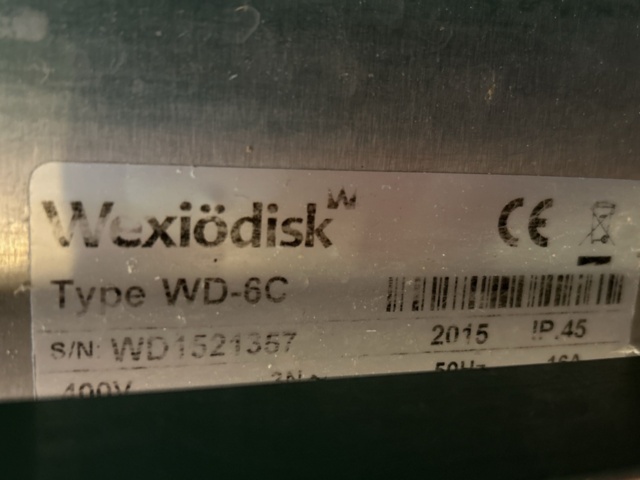 Wexiödisk W
CE
Type WD-6C
S/N: WD1521357 2015 IP.45
400V 50Hz 16A